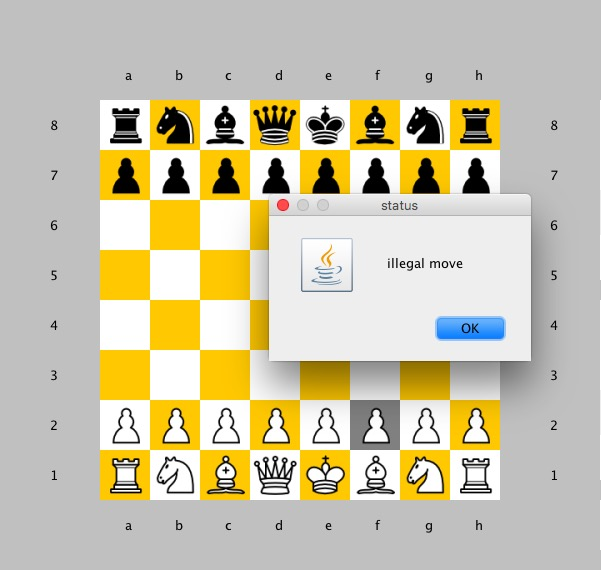 a b c d e f g h
8 8
7 7
status
6 6
illegal move
5 5
OK
4 4
3 3
2 2
1 1
a b c d e f g h